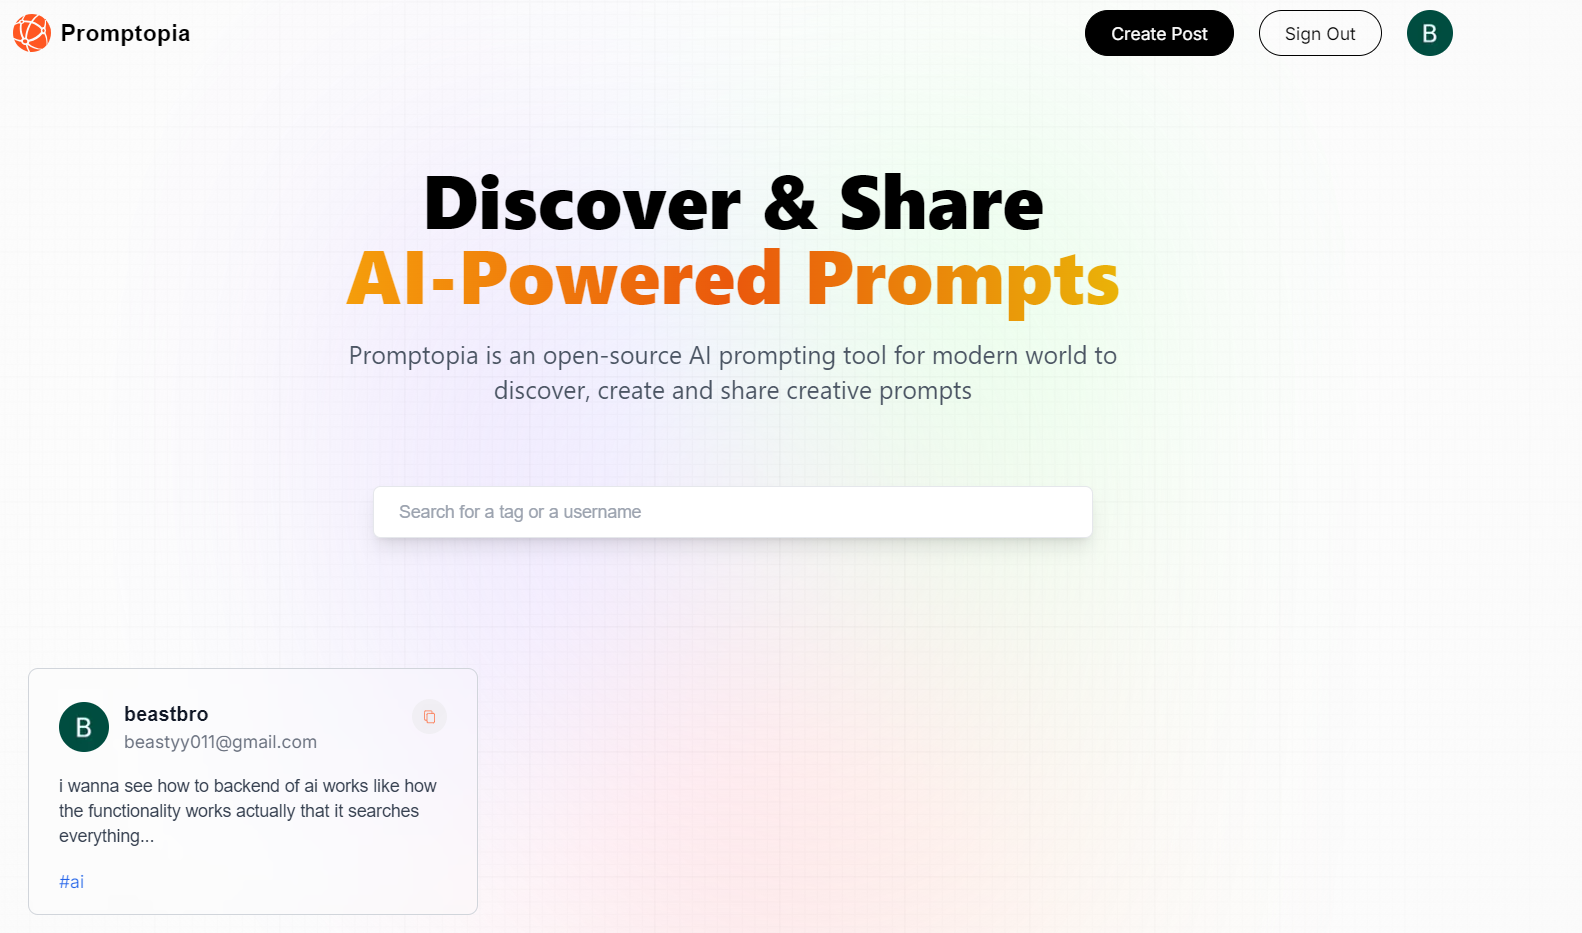 Promptopia
Create Post
Sign Out
B
Discover & Share
AI-Powered Prompts
Promptopia is an open-source AI prompting tool for modern world to
discover, create and share creative prompts
Search for a tag or a username
B
beastbro
beastyy011@gmail.com
i wanna see how to backend of ai works like how
the functionality works actually that it searches
everything...
#ai